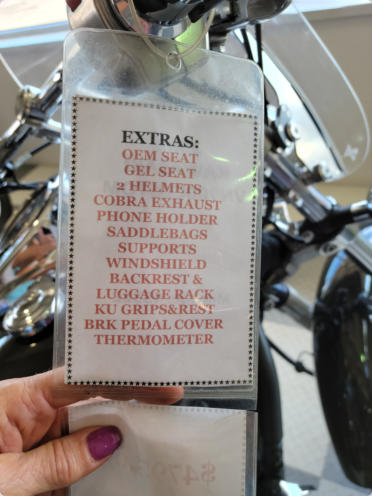 EXTRAS:
OEM SEAT
GEL SEAT
2 HELMETS
COBRA EXHAUST
PHONE HOLDER
SADDLEBAGS
SUPPORTS
WINDSHIELD
BACKREST &
LUGGAGE RACK
KU GRIPS&REST
BRK PEDAL COVER
THERMOMETER